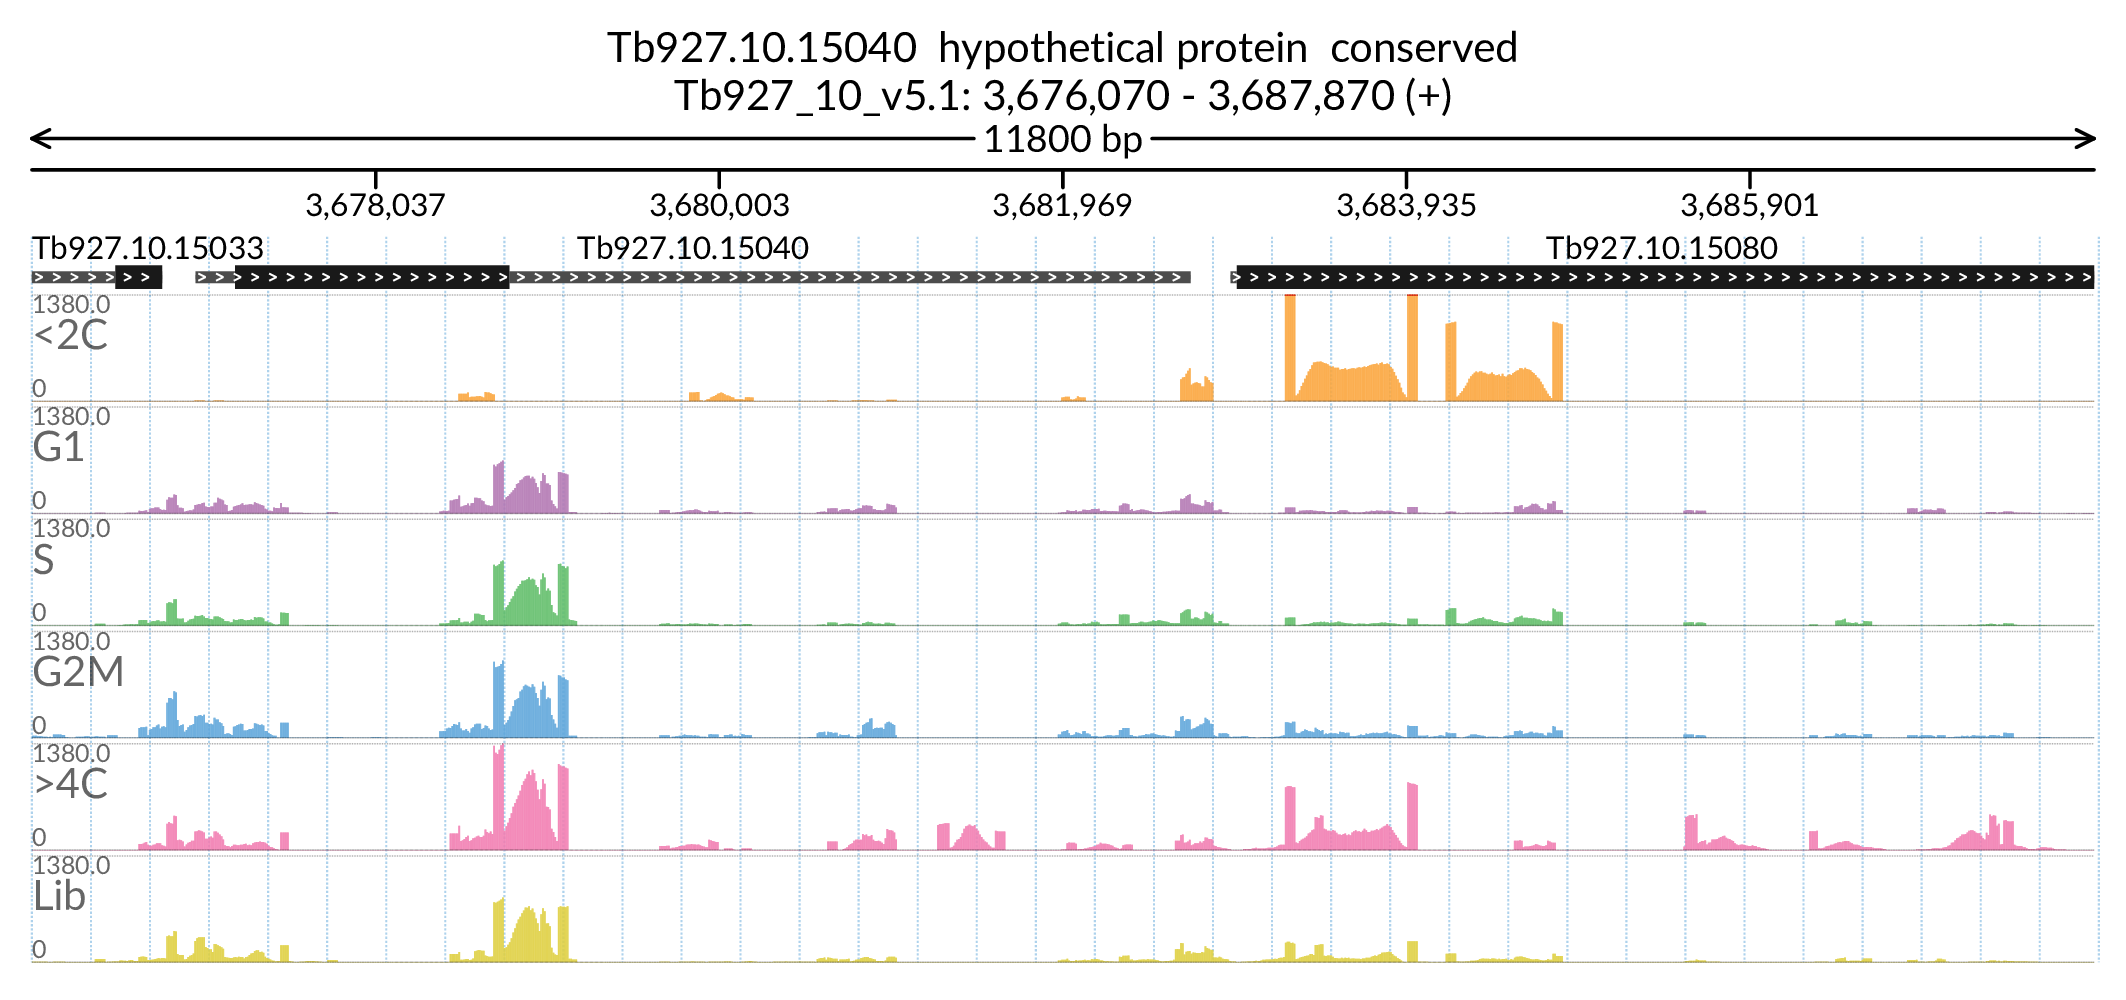 Tb927.10.15040 hypothetical protein conserved
Tb927_10_v5.1: 3,676,070 - 3,687,870 (+)
11800 bp
3,678,037 3,680,003 3,681,969 3,683,935 3,685,901
Tb927.10.15033 Tb927.10.15040 Tb927.10.15080
1380.0
<2C
0
1380.0
G1
0
1380.0
S
0
1380.0
G2M
0
1380.0
>4C
0
1380.0
Lib
0